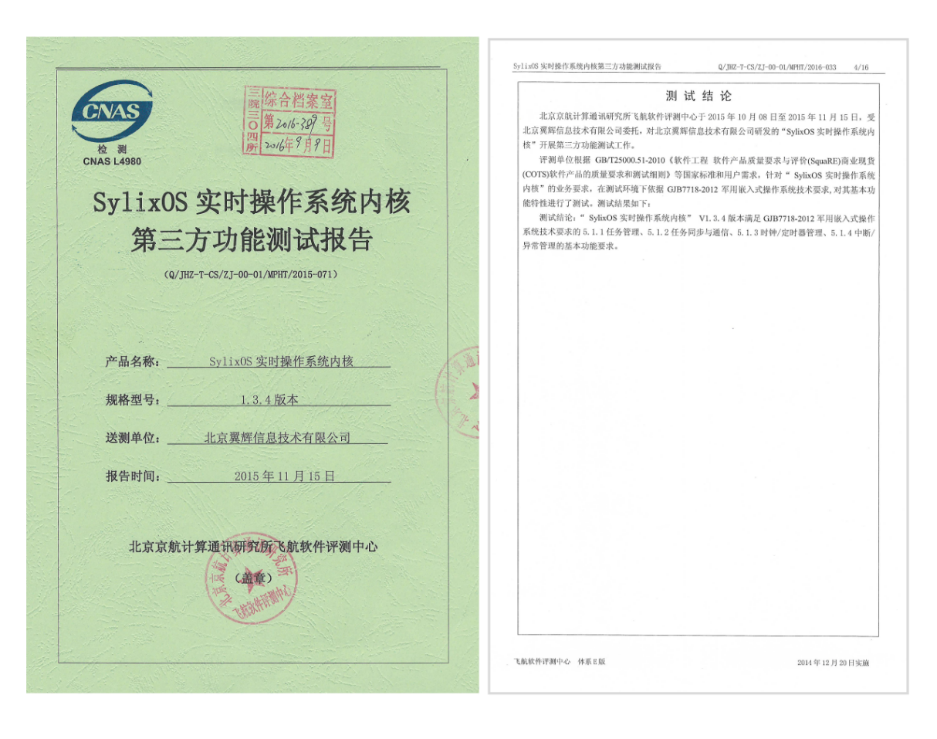 CNAS
检 测
CNAS L4980
三院三〇四所
综合档案室
第2016-389号
2016年9月9日
SylixOS 实时操作系统内核
第三方功能测试报告
(Q/JHZ-T-CS/ZJ-00-01/MPHT/2015-071)
产品名称: SylixOS 实时操作系统内核
规格型号: 1.3.4 版本
送测单位: 北京翼辉信息技术有限公司
报告时间: 2015 年 11 月 15 日
北京京航计算通讯研究所飞航软件评测中心
(盖章)
飞航软件评测中心
SylixOS 实时操作系统内核第三方功能测试报告 Q/JHZ-T-CS/ZJ-00-01/MPHT/2016-033 4/16
测 试 结 论
北京京航计算通讯研究所飞航软件评测中心于 2015 年 10 月 08 日至 2015 年 11 月 15 日,受
北京翼辉信息技术有限公司委托,对北京翼辉信息技术有限公司研发的“SylixOS 实时操作系统内
核”开展第三方功能测试工作。
评测单位根据 GB/T25000.51-2010《软件工程 软件产品质量要求与评价(SquaRE)商业现货
(COTS)软件产品的质量要求和测试细则》等国家标准和用户需求,针对“ SylixOS 实时操作系统
内核”的业务要求,在测试环境下依据 GJB7718-2012 军用嵌入式操作系统技术要求,对其基本功
能特性进行了测试。测试结果如下:
测试结论:“ SylixOS 实时操作系统内核” V1.3.4 版本满足 GJB7718-2012 军用嵌入式操作
系统技术要求的 5.1.1 任务管理、5.1.2 任务同步与通信、5.1.3 时钟/定时器管理、5.1.4 中断/
异常管理的基本功能要求。
飞航软件评测中心 体系E版 2014 年 12 月 20 日实施